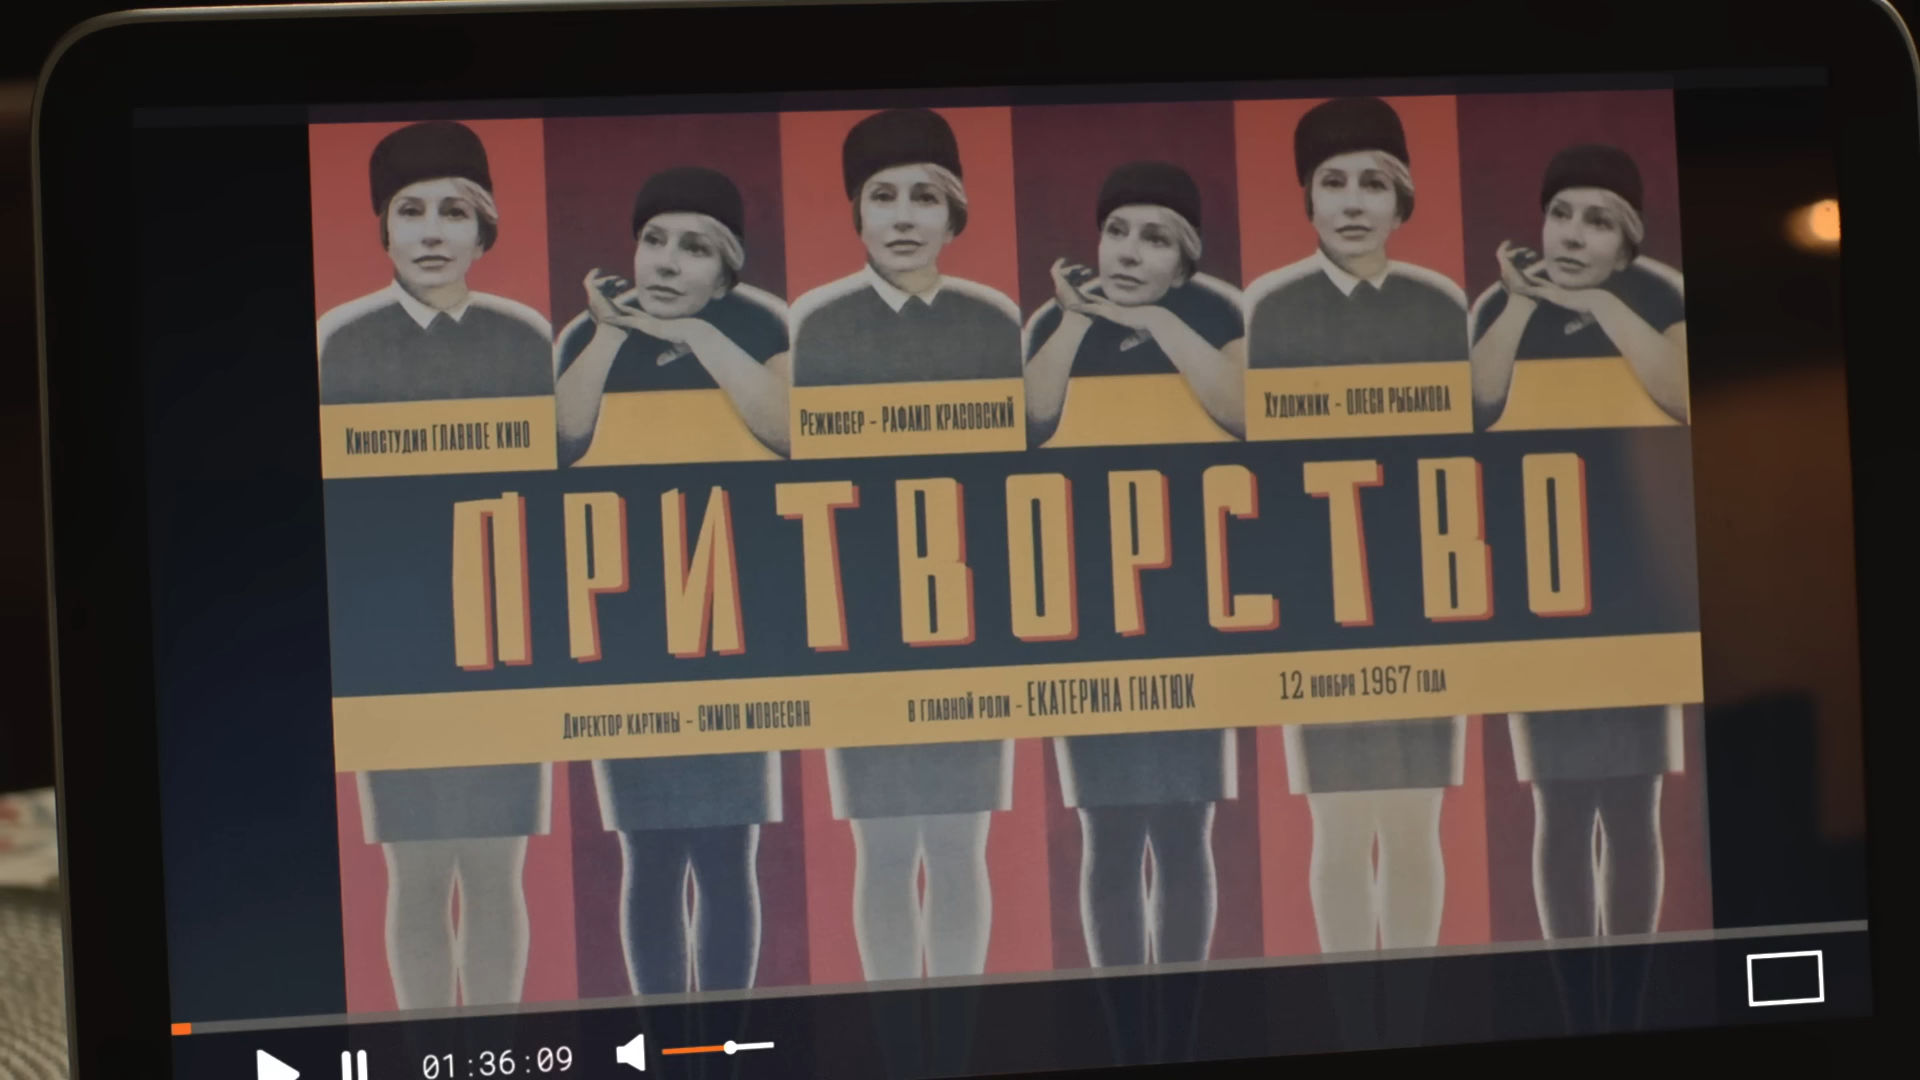 Киностудия ГЛАВНОЕ КИНО
Режиссер - РАФАИЛ КРАСОВСКИЙ
Художник - ОЛЕСЯ РЫБАКОВА
ПРИТВОРСТВО
Директор картины - СИМОН МОВСЕСЯН
в главной роли - ЕКАТЕРИНА ГНАТЮК
12 ноября 1967 года
01:36:09